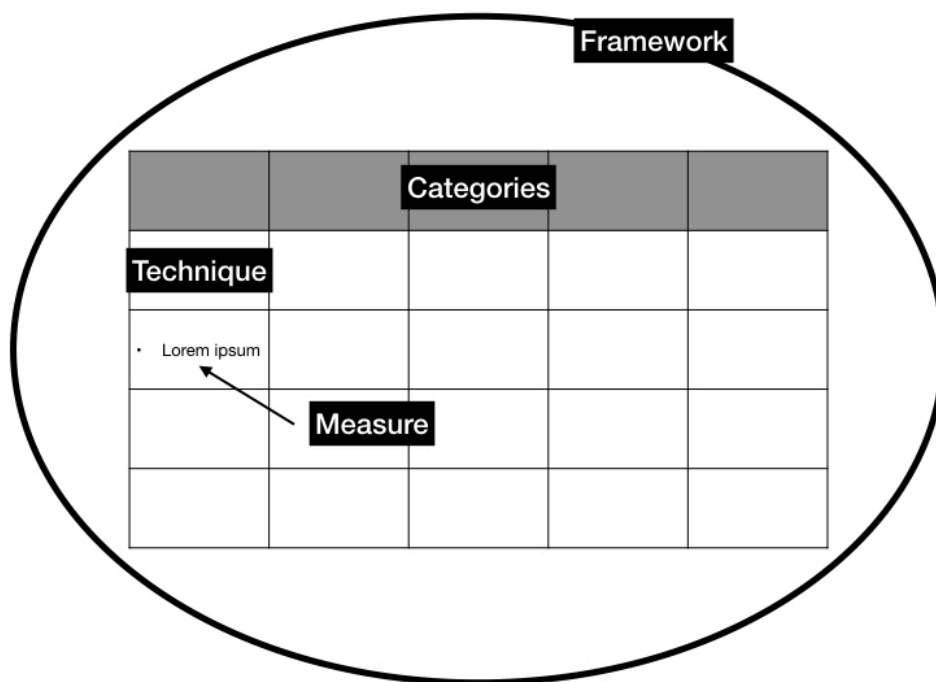 Framework
Categories
Technique
• Lorem ipsum
Measure